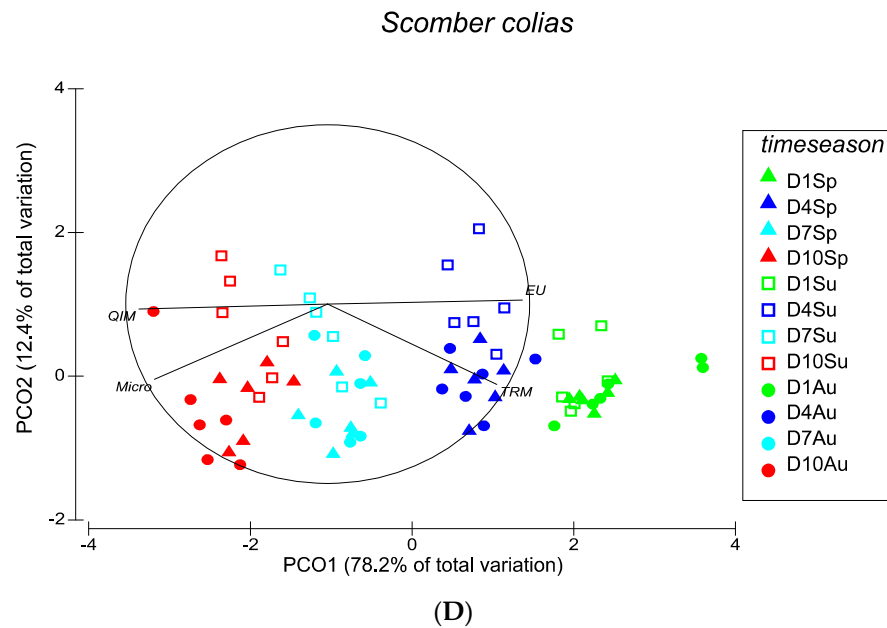 Scomber colias
4
2
0
-2
PCO2 (12.4% of total variation)
-4
-2
0
2
4
PCO1 (78.2% of total variation)
QIM
Micro
EU
TRM
timeseason
D1Sp
D4Sp
D7Sp
D10Sp
D1Su
D4Su
D7Su
D10Su
D1Au
D4Au
D7Au
D10Au
(D)